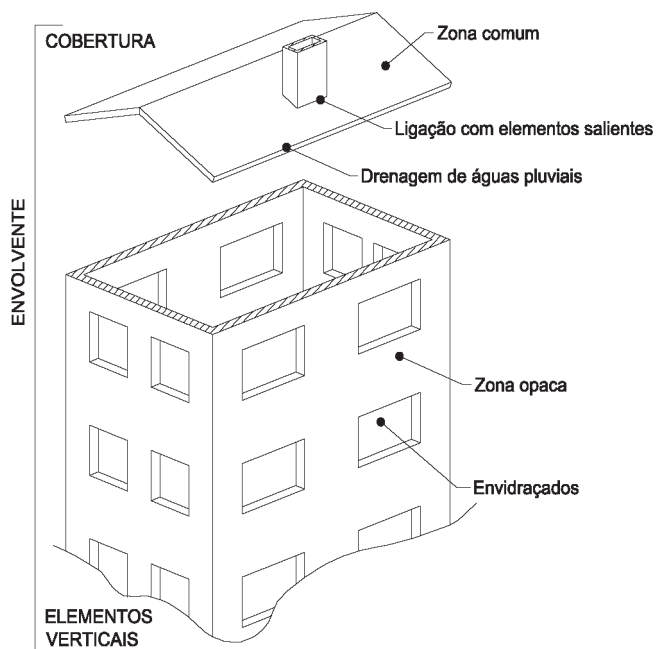 COBERTURA
Zona comum
Ligação com elementos salientes
Drenagem de águas pluviais
ENVOLVENTE
Zona opaca
Envidraçados
ELEMENTOS
VERTICAIS